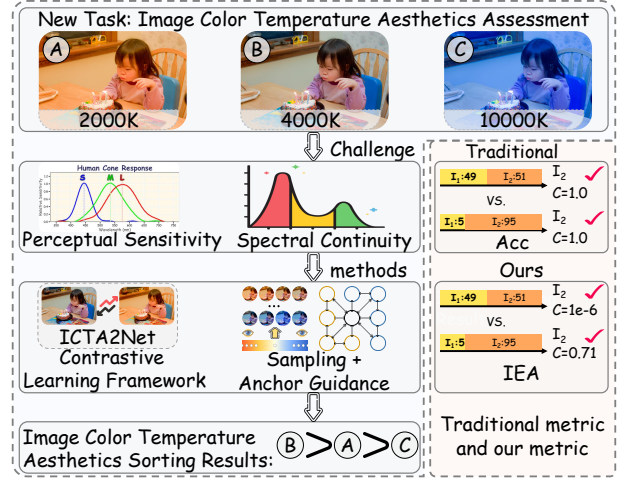 New Task: Image Color Temperature Aesthetics Assessment
A
B
C
2000K
4000K
10000K
Challenge
Human Cone Response
S
M
L
Perceptual Sensitivity
Spectral Continuity
methods
ICTA2Net
Contrastive
Learning Framework
Sampling +
Anchor Guidance
Image Color Temperature
Aesthetics Sorting Results:
B > A > C
Traditional
I₁:49 I₂:51 I₂
C=1.0
VS.
I₁:5 I₂:95 I₂
C=1.0
Acc
Ours
I₁:49 I₂:51 I₂
C=1e-6
VS.
I₁:5 I₂:95 I₂
C=0.71
IEA
Traditional metric
and our metric